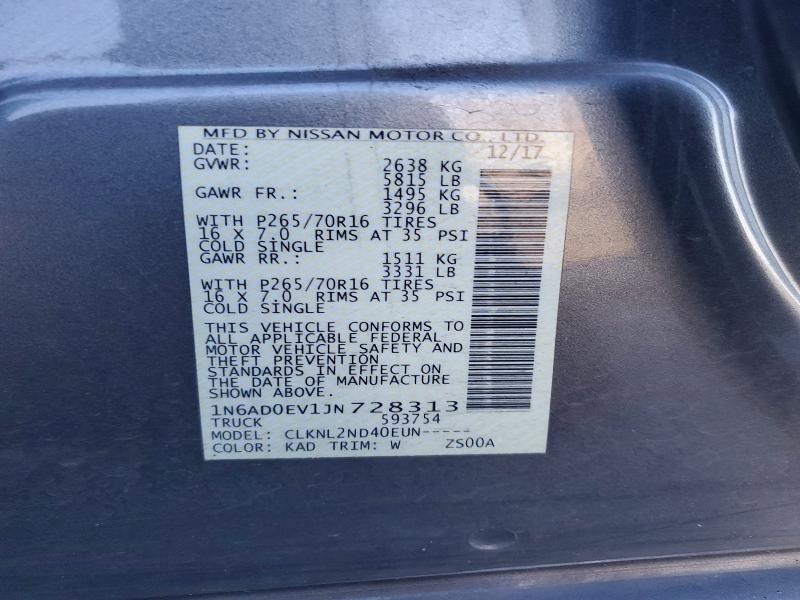 MFD BY NISSAN MOTOR CO., LTD.
DATE: 12/17
GVWR: 2638 KG
5815 LB
GAWR FR.: 1495 KG
3296 LB
WITH P265/70R16 TIRES
16 X 7.0 RIMS AT 35 PSI
COLD SINGLE
GAWR RR.: 1511 KG
3331 LB
WITH P265/70R16 TIRES
16 X 7.0 RIMS AT 35 PSI
COLD SINGLE
THIS VEHICLE CONFORMS TO
ALL APPLICABLE FEDERAL
MOTOR VEHICLE SAFETY AND
THEFT PREVENTION
STANDARDS IN EFFECT ON
THE DATE OF MANUFACTURE
SHOWN ABOVE.
1N6AD0EV1JN728313
TRUCK 593754
MODEL: CLKNL2ND40EUN-----
COLOR: KAD TRIM: W ZS00A